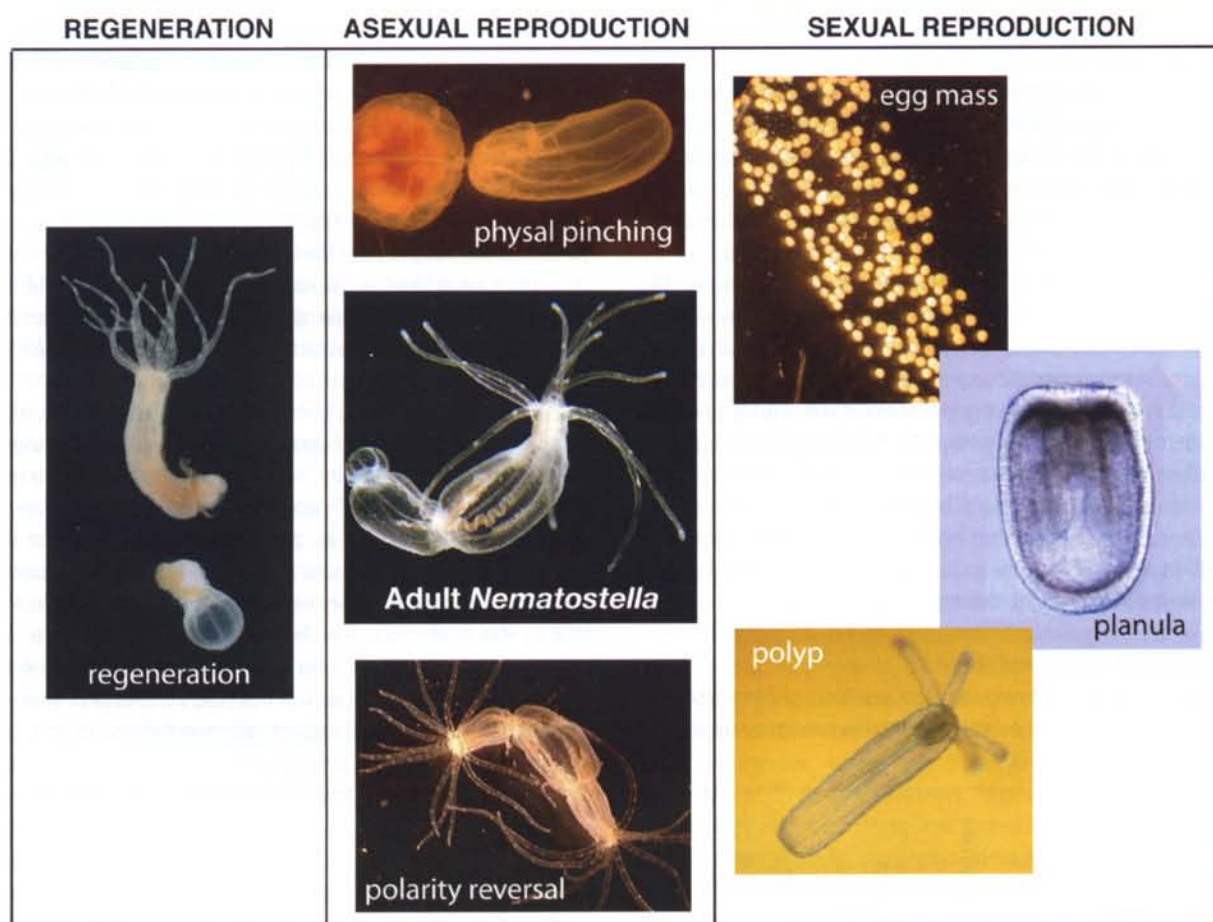 REGENERATION
ASEXUAL REPRODUCTION
SEXUAL REPRODUCTION
regeneration
physal pinching
Adult Nematostella
polarity reversal
egg mass
planula
polyp